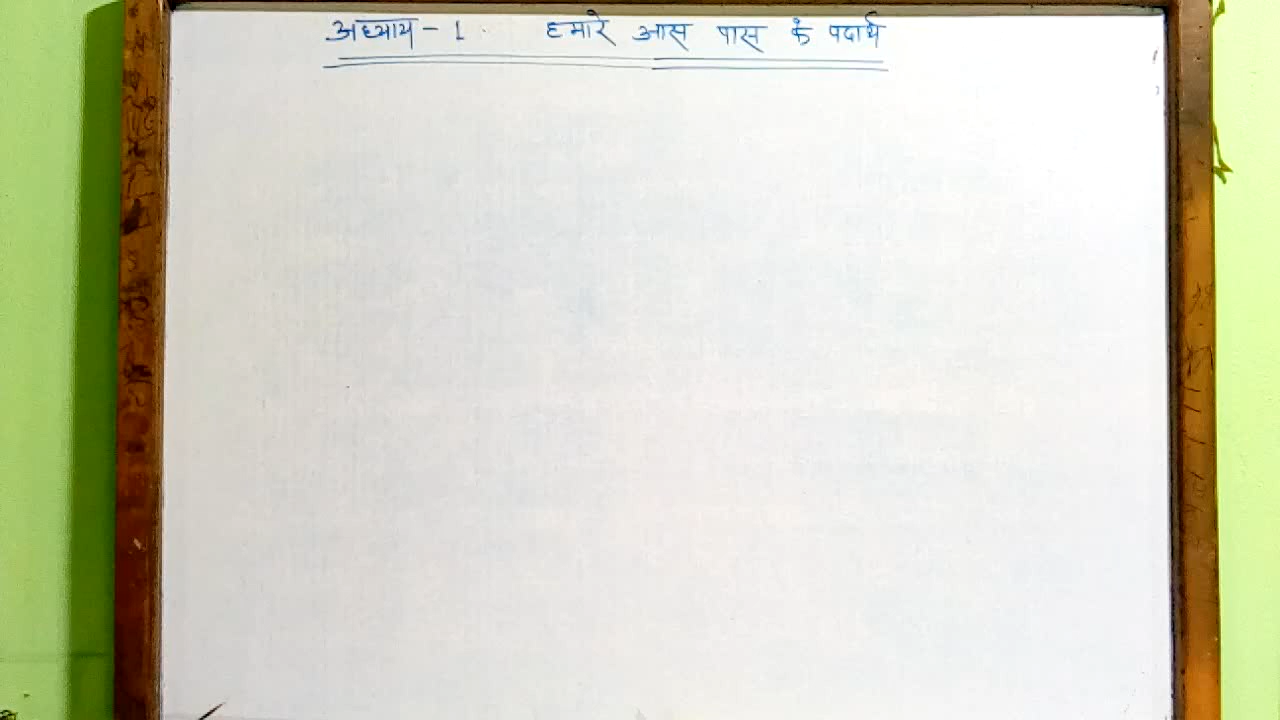 अध्याय - 1. हमारे आस पास के पदार्थ